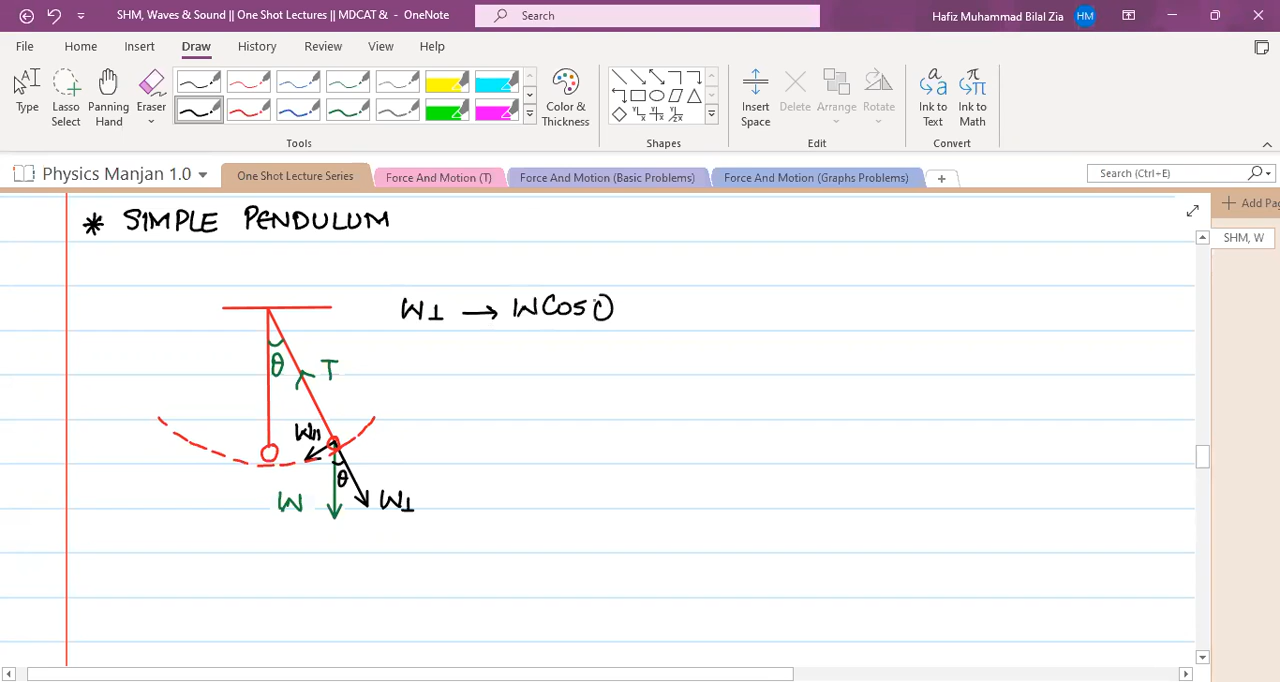 SHM, Waves & Sound || One Shot Lectures || MDCAT & - OneNote
Search
Hafiz Muhammad Bilal Zia HM
File Home Insert Draw History Review View Help
Type Lasso Select Panning Hand Eraser Color & Thickness Insert Space Delete Arrange Rotate Ink to Text Ink to Math
Tools Shapes Edit Convert
Physics Manjan 1.0 One Shot Lecture Series Force And Motion (T) Force And Motion (Basic Problems) Force And Motion (Graphs Problems) Search (Ctrl+E)
* SIMPLE PENDULUM
Add Pag
SHM, W
W⊥ → W Cos
θ T
W||
θ
W W⊥